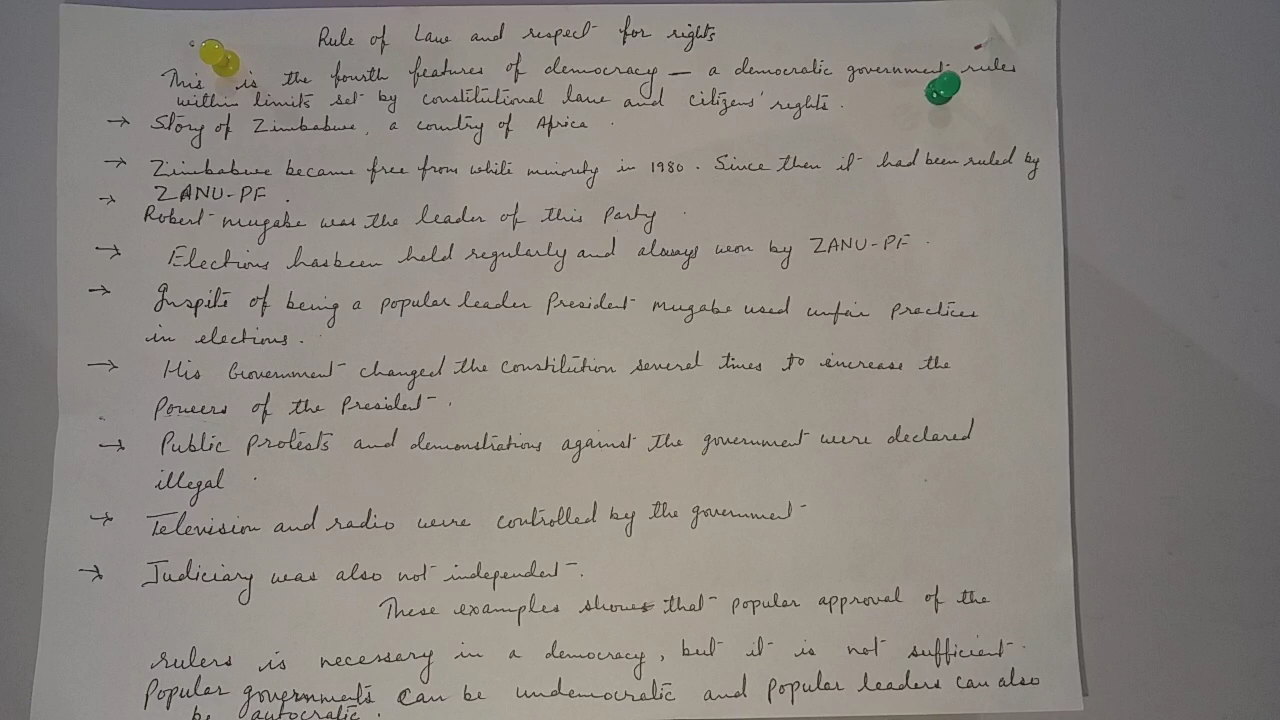 Rule of Law and respect for rights
This is the fourth features of democracy — a democratic government rules
within limits set by constitutional law and citizens' rights.
→ Story of Zimbabwe, a country of Africa.
→ Zimbabwe became free from white minority in 1980. Since then it had been ruled by
→ ZANU-PF.
Robert mugabe was the leader of this Party.
→ Elections hasbeen held regularly and always won by ZANU-PF.
→ Inspite of being a popular leader President mugabe used unfair practices
in elections.
→ His Government changed the constitution several times to increase the
Powers of the President.
→ Public Protests and demonstrations against the government were declared
illegal.
→ Television and radio were controlled by the government
→ Judiciary was also not independent.
These examples shows that popular approval of the
rulers is necessary in a democracy, but it is not sufficient.
Popular governments can be undemocratic and popular leaders can also
be autocratic.